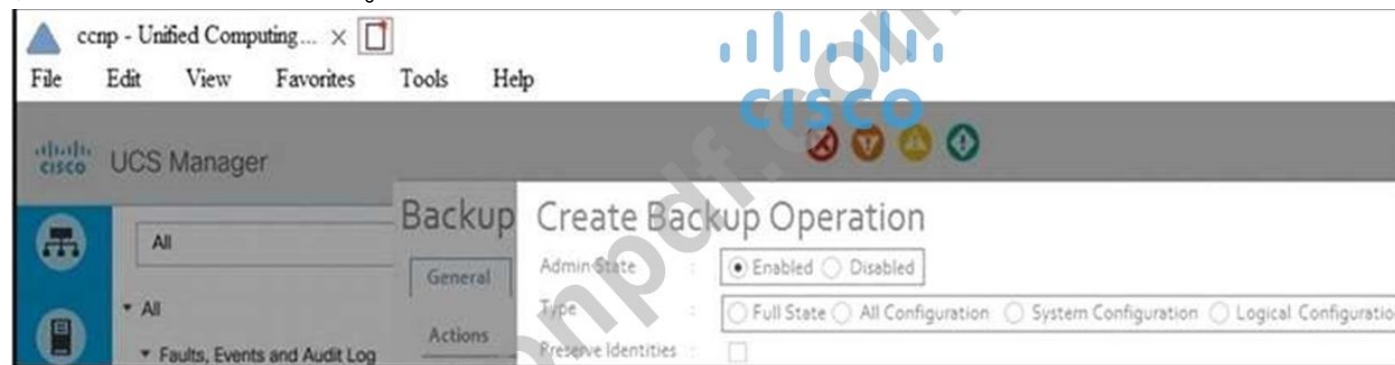 ccnp - Unified Computing... ×
File Edit View Favorites Tools Help
CISCO
CISCO UCS Manager
Backup Create Backup Operation
All
General
Admin State : Enabled Disabled
All
Type : Full State All Configuration System Configuration Logical Configuratio
Actions
Faults, Events and Audit Log
Preserve Identities :